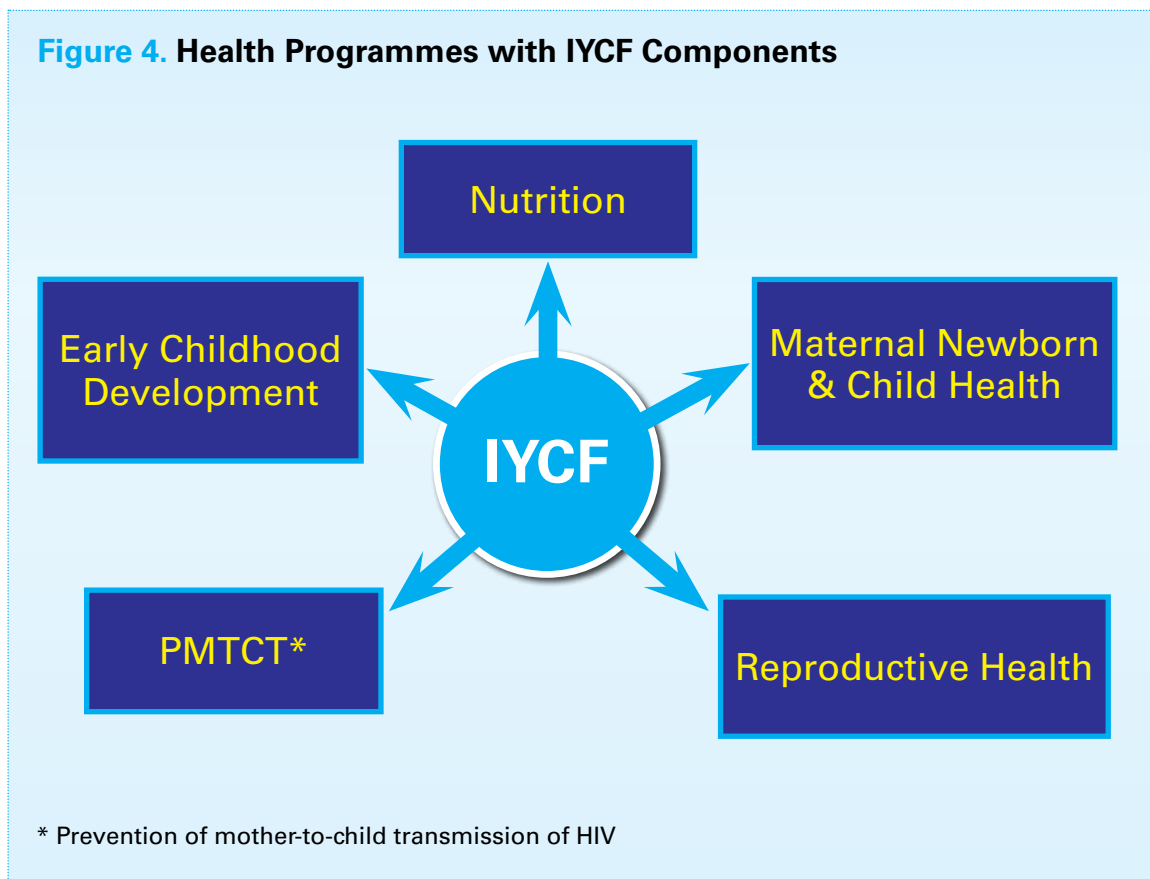 Figure 4. Health Programmes with IYCF Components
Nutrition
Early Childhood
Development
Maternal Newborn
& Child Health
IYCF
PMTCT*
Reproductive Health
* Prevention of mother-to-child transmission of HIV